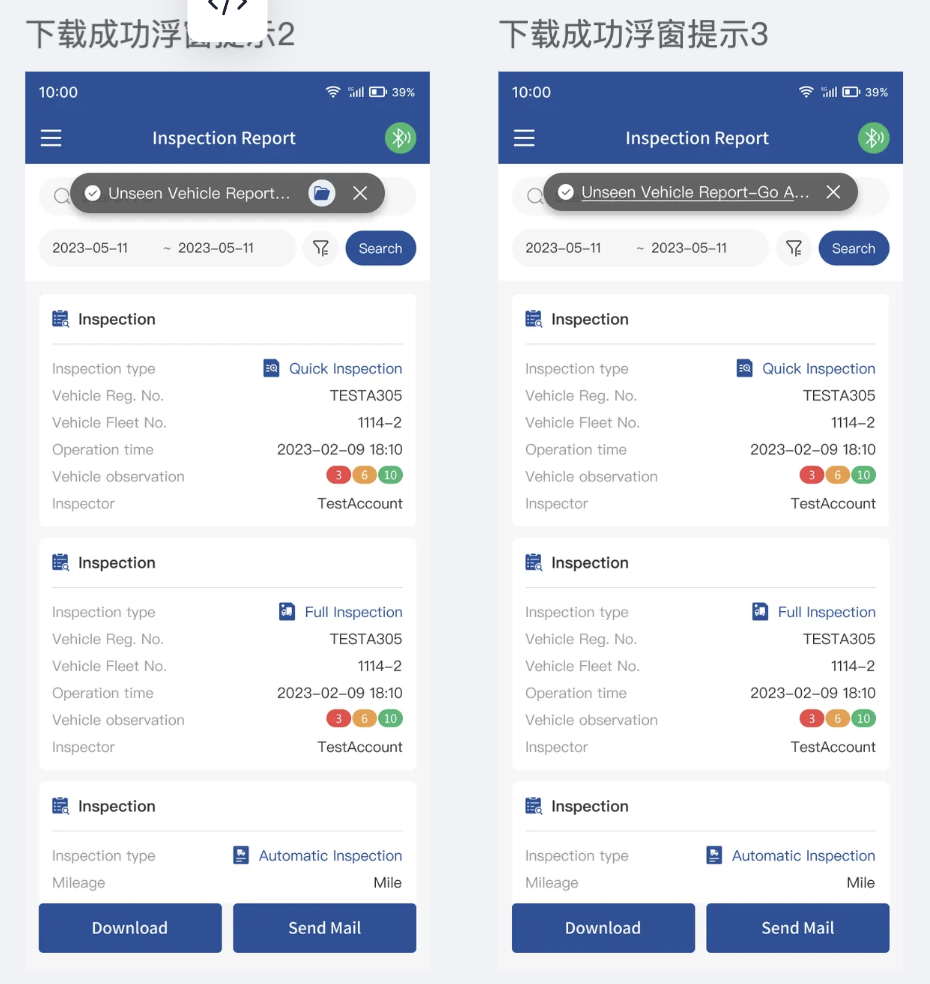 下载成功浮窗提示2
10:00
5G
39%
Inspection Report
Unseen Vehicle Report...
2023-05-11 ~ 2023-05-11
Search
Inspection
Inspection type Quick Inspection
Vehicle Reg. No. TESTA305
Vehicle Fleet No. 1114-2
Operation time 2023-02-09 18:10
Vehicle observation 3 6 10
Inspector TestAccount
Inspection
Inspection type Full Inspection
Vehicle Reg. No. TESTA305
Vehicle Fleet No. 1114-2
Operation time 2023-02-09 18:10
Vehicle observation 3 6 10
Inspector TestAccount
Inspection
Inspection type Automatic Inspection
Mileage Mile
Download Send Mail
下载成功浮窗提示3
10:00
5G
39%
Inspection Report
Unseen Vehicle Report-Go A...
2023-05-11 ~ 2023-05-11
Search
Inspection
Inspection type Quick Inspection
Vehicle Reg. No. TESTA305
Vehicle Fleet No. 1114-2
Operation time 2023-02-09 18:10
Vehicle observation 3 6 10
Inspector TestAccount
Inspection
Inspection type Full Inspection
Vehicle Reg. No. TESTA305
Vehicle Fleet No. 1114-2
Operation time 2023-02-09 18:10
Vehicle observation 3 6 10
Inspector TestAccount
Inspection
Inspection type Automatic Inspection
Mileage Mile
Download Send Mail